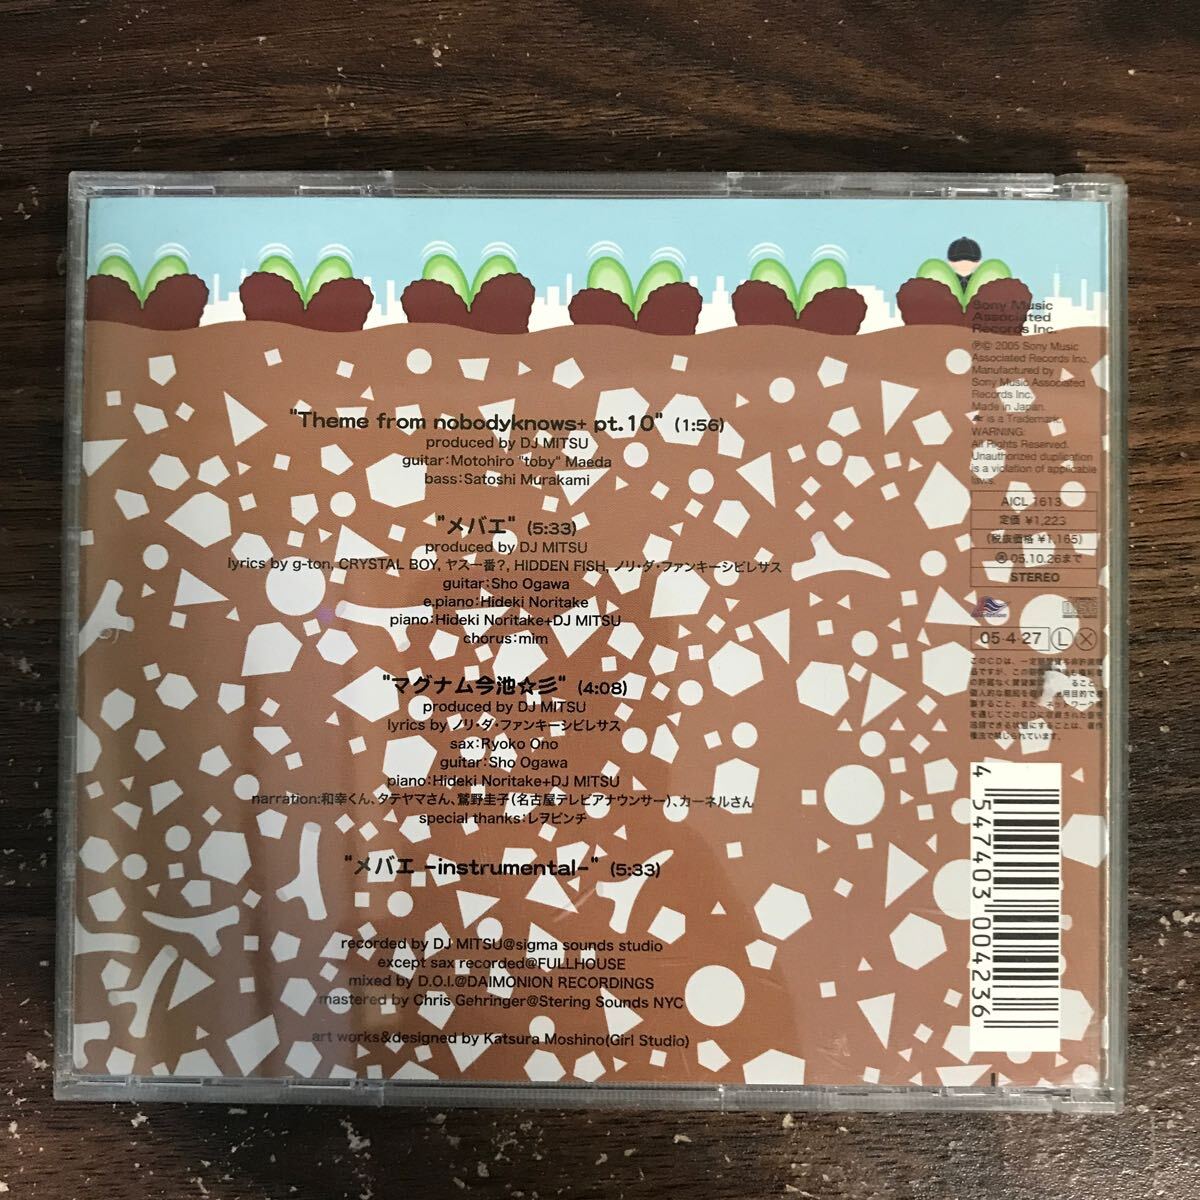 "Theme from nobodyknows+ pt.10" (1:56)
produced by DJ MITSU
guitar:Motohiro "toby" Maeda
bass:Satoshi Murakami
"メバエ" (5:33)
produced by DJ MITSU
lyrics by g-ton, CRYSTAL BOY, ヤス一番?, HIDDEN FISH, ノリ・ダ・ファンキーシビレサス
guitar:Sho Ogawa
e.piano:Hideki Noritake
piano:Hideki Noritake+DJ MITSU
chorus:mim
"マグナム今池☆彡" (4:08)
produced by DJ MITSU
lyrics by ノリ・ダ・ファンキーシビレサス
sax:Ryoko Ono
guitar:Sho Ogawa
piano:Hideki Noritake+DJ MITSU
narration:和幸くん、タテヤマさん、鷲野圭子(名古屋テレビアナウンサー)、カーネルさん
special thanks:レヲビンチ
"メバエ -instrumental-" (5:33)
recorded by DJ MITSU@sigma sounds studio
except sax recorded@FULLHOUSE
mixed by D.O.I.@DAIMONION RECORDINGS
mastered by Chris Gehringer@Stering Sounds NYC
art works&designed by Katsura Moshino(Girl Studio)
Sony Music
Associated
Records Inc.
Ⓟ© 2005 Sony Music
Associated Records Inc.
Manufactured by
Sony Music Associated
Records Inc.
Made in Japan.
is a Trademark.
WARNING:
All Rights Reserved.
Unauthorized duplication
is a violation of applicable
laws.
AICL 1613
定価 ¥1,223
(税抜価格 ¥1,165)
Ⓡ05.10.26まで
STEREO
05・4・27 Ⓛ Ⓧ
4 547403 004236